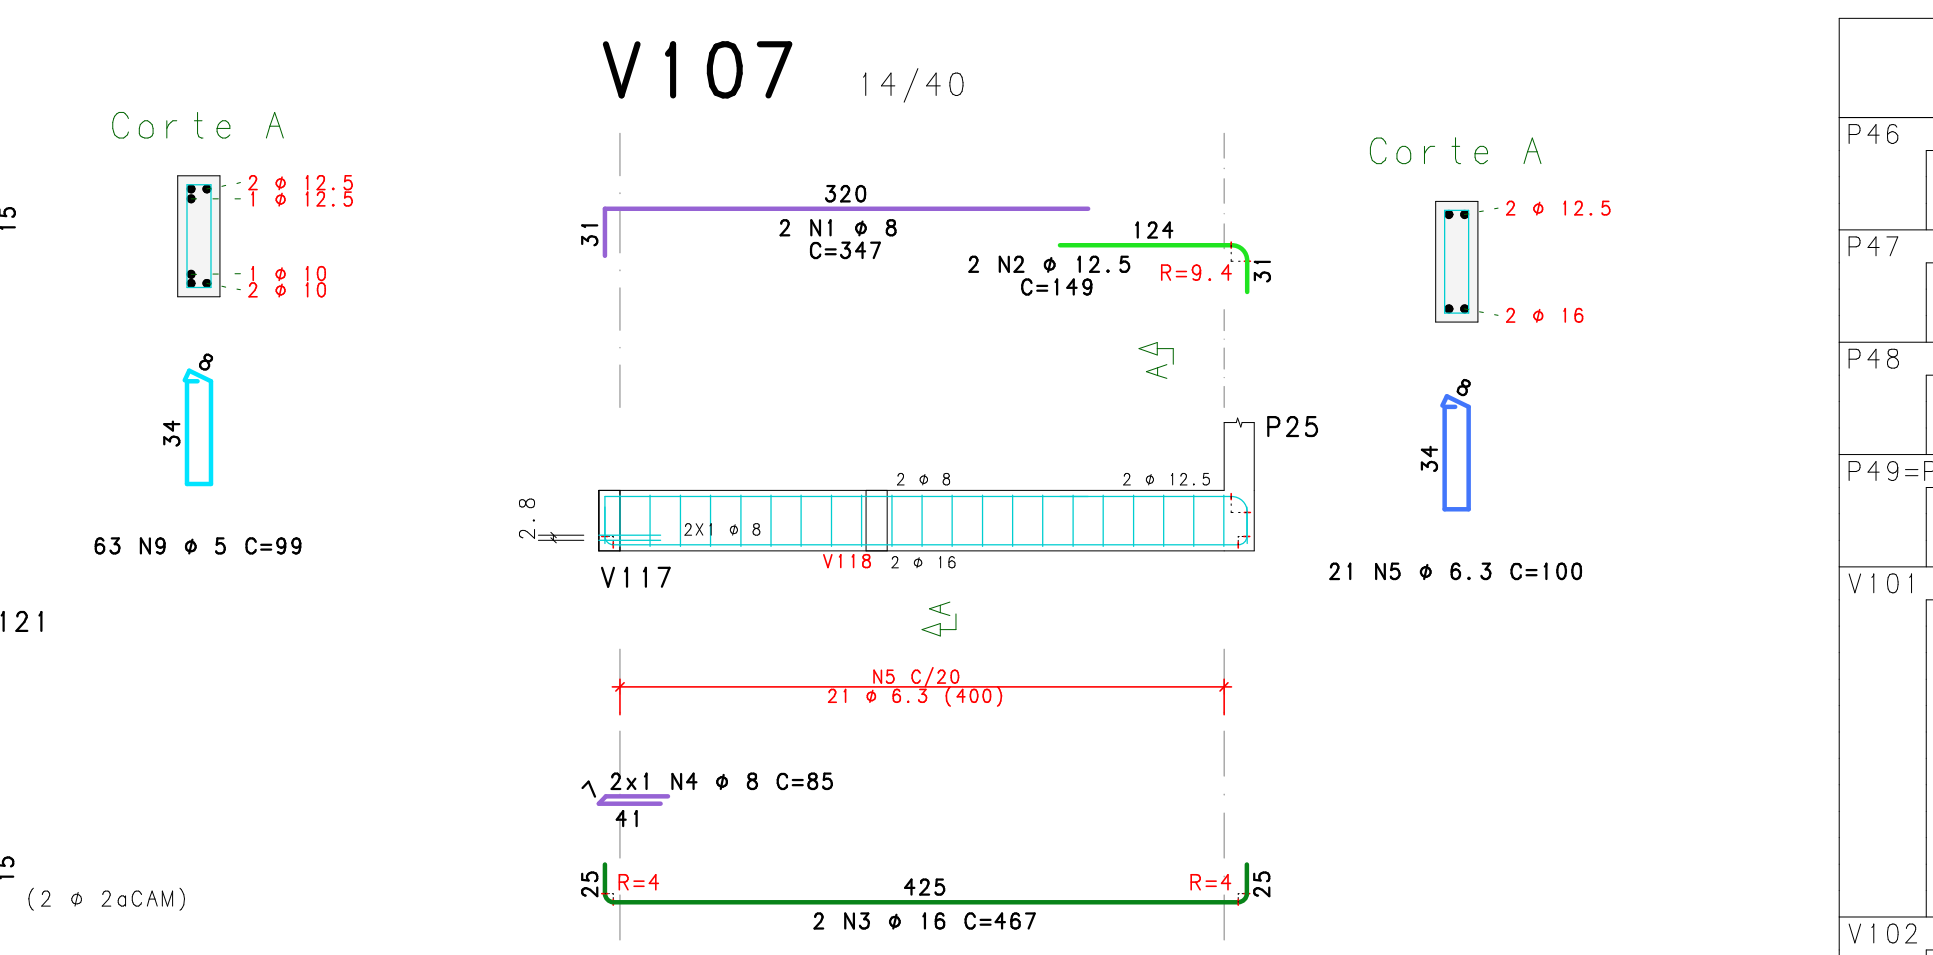 V107 14/40
Corte A
2 ϕ 12.5
1 ϕ 12.5
1 ϕ 10
2 ϕ 10
8
34
63 N9 ϕ 5 C=99
15
121
15
(2 ϕ 2aCAM)
320
31
2 N1 ϕ 8
C=347
124
2 N2 ϕ 12.5
C=149
R=9.4
31
A
P25
2 ϕ 8
2 ϕ 12.5
2.8
2X1 ϕ 8
V118
2 ϕ 16
V117
A
N5 C/20
21 ϕ 6.3 (400)
7
2x1 N4 ϕ 8 C=85
41
25
R=4
425
R=4
25
2 N3 ϕ 16 C=467
Corte A
2 ϕ 12.5
2 ϕ 16
8
34
21 N5 ϕ 6.3 C=100
P46
P47
P48
P49=P
V101
V102